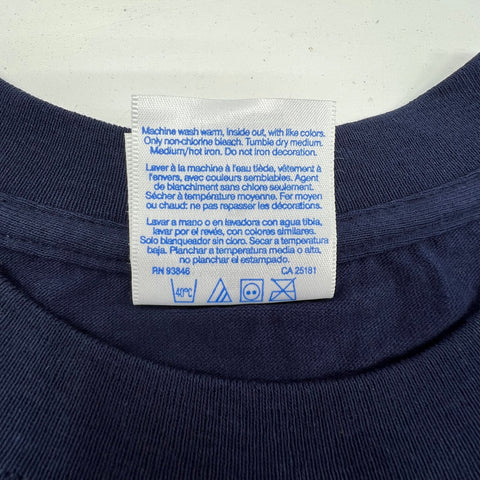 Machine wash warm, inside out, with like colors.
Only non-chlorine bleach. Tumble dry medium.
Medium/hot iron. Do not iron decoration.
Laver à la machine à l'eau tiède, vêtement à
l'envers, avec couleurs semblables. Agent
de blanchiment sans chlore seulement.
Sécher à température moyenne. Fer moyen
ou chaud: ne pas repasser les décorations.
Lavar a mano o en lavadora con agua tibia,
lavar por el revés, con colores similares.
Solo blanqueador sin cloro. Secar a temperatura
baja. Planchar a temperatura media o alta,
no planchar el estampado.
RN 93846 CA 25181
40°C